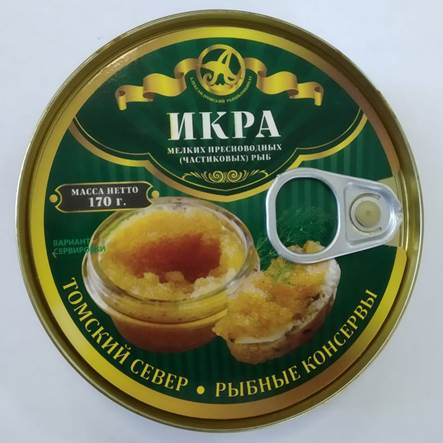 ИКРА
МЕЛКИХ ПРЕСНОВОДНЫХ
(ЧАСТИКОВЫХ) РЫБ
МАССА НЕТТО
170 г.
ВАРИАНТ
СЕРВИРОВКИ
ТОМСКИЙ СЕВЕР • РЫБНЫЕ КОНСЕРВЫ